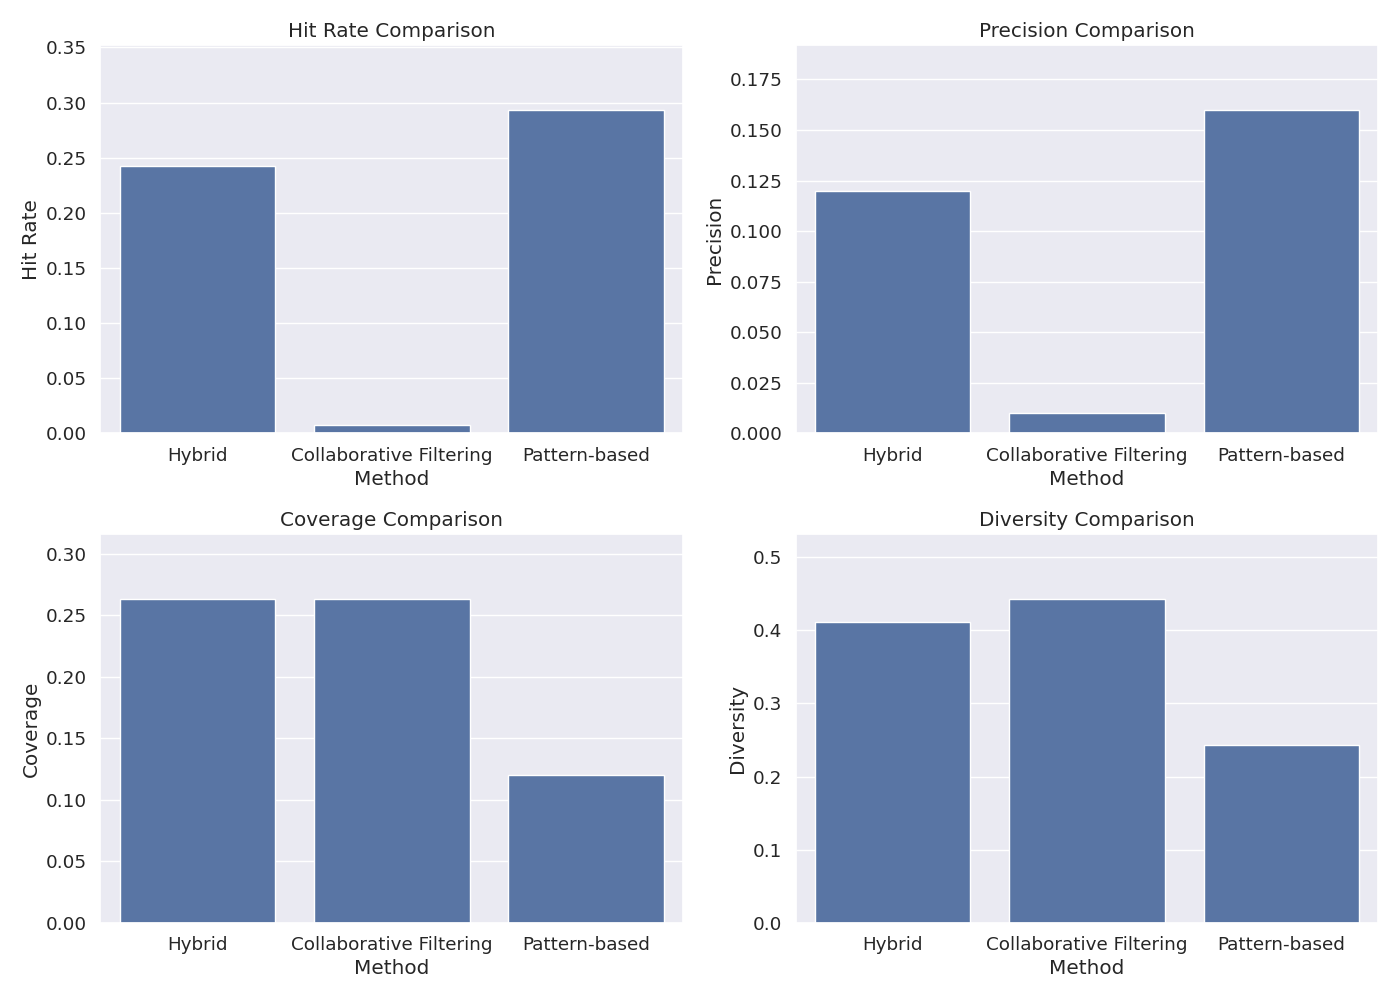 Hit Rate Comparison
0.35
0.30
0.25
0.20
0.15
0.10
0.05
0.00
Hit Rate
Hybrid
Collaborative Filtering
Pattern-based
Method
Precision Comparison
0.175
0.150
0.125
0.100
0.075
0.050
0.025
0.000
Precision
Hybrid
Collaborative Filtering
Pattern-based
Method
Coverage Comparison
0.30
0.25
0.20
0.15
0.10
0.05
0.00
Coverage
Hybrid
Collaborative Filtering
Pattern-based
Method
Diversity Comparison
0.5
0.4
0.3
0.2
0.1
0.0
Diversity
Hybrid
Collaborative Filtering
Pattern-based
Method